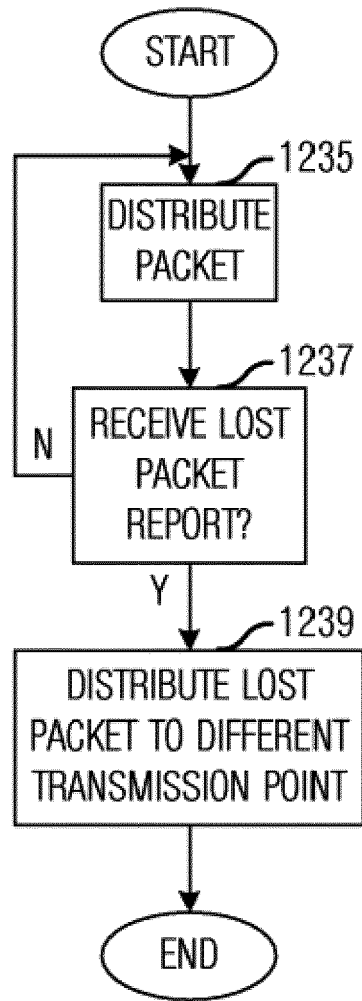 START
1235
DISTRIBUTE
PACKET
1237
RECEIVE LOST
PACKET
REPORT?
N
Y
1239
DISTRIBUTE LOST
PACKET TO DIFFERENT
TRANSMISSION POINT
END